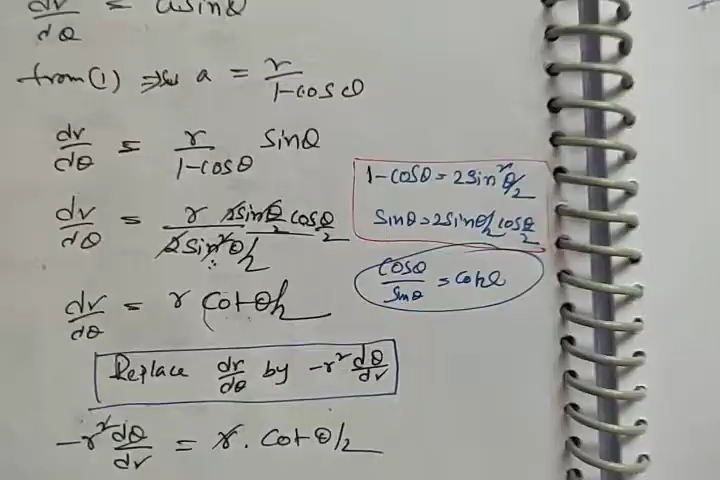 dr/dθ = a sinθ
from (1) ⇒ a = r/(1-cosθ)
dr/dθ = r/(1-cosθ) sinθ
dr/dθ = r 2sinθ/2 cosθ/2 / 2sin²θ/2
dr/dθ = r cot θ/2
Replace dr/dθ by -r² dθ/dr
-r² dθ/dr = r. cot θ/2
1-cosθ = 2sin²θ/2
sinθ = 2sinθ/2 cosθ/2
cosθ/sinθ = cotθ